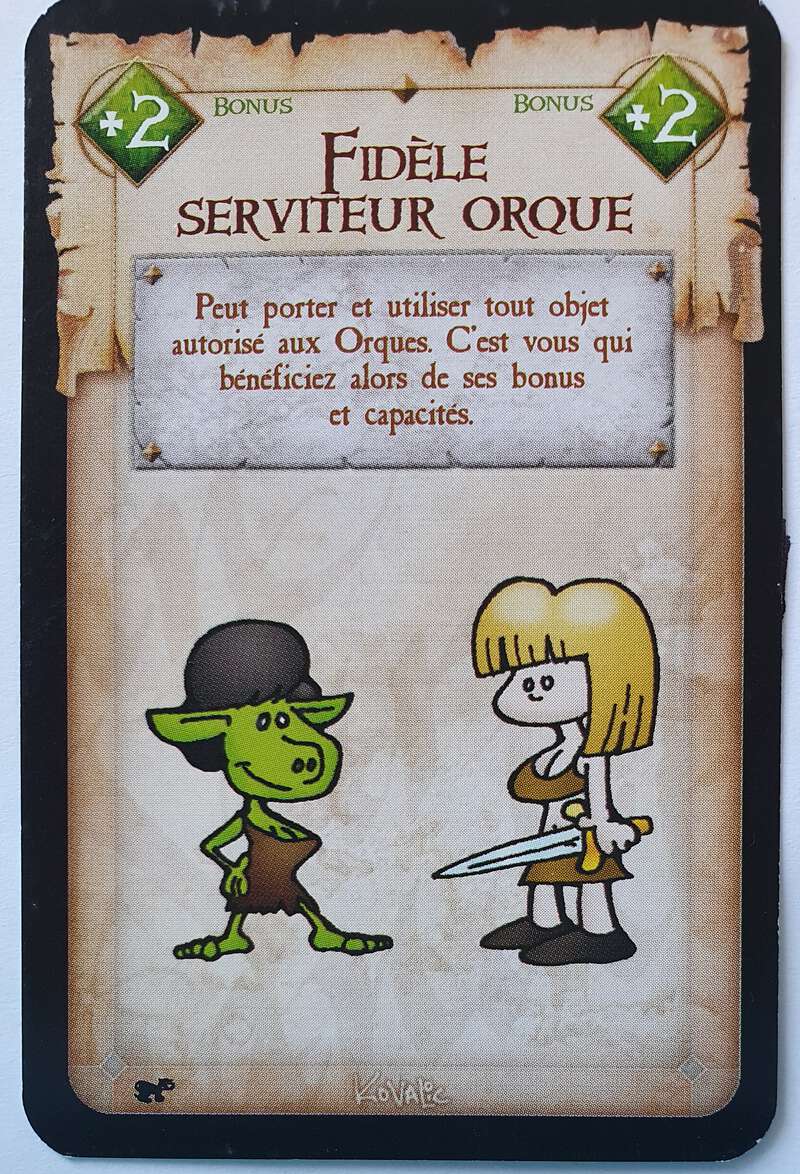 +2 BONUS BONUS +2
FIDÈLE
SERVITEUR ORQUE
Peut porter et utiliser tout objet
autorisé aux Orques. C'est vous qui
bénéficiez alors de ses bonus
et capacités.
KOVALIC